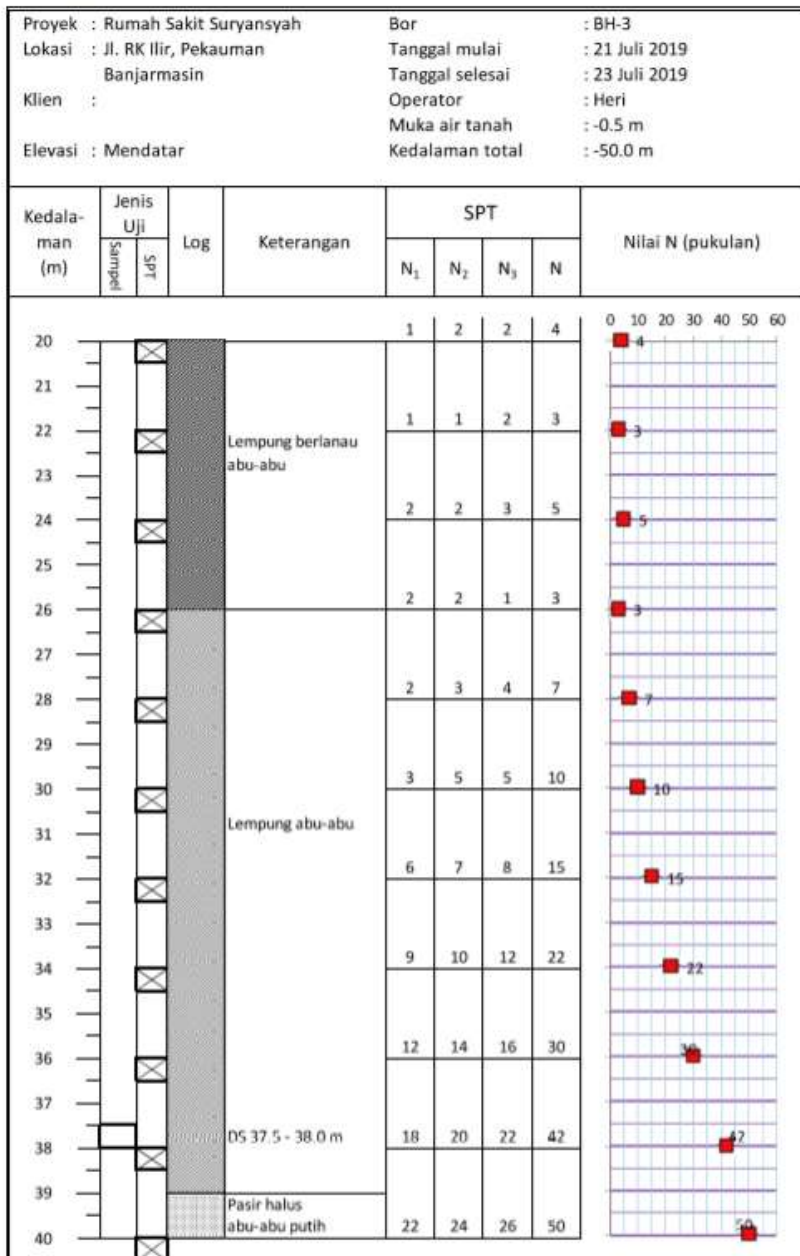 Proyek : Rumah Sakit Suryansyah Bor : BH-3
Lokasi : Jl. RK Ilir, Pekauman Tanggal mulai : 21 Juli 2019
Banjarmasin Tanggal selesai : 23 Juli 2019
Klien : Operator : Heri
Muka air tanah : -0.5 m
Elevasi : Mendatar Kedalaman total : -50.0 m
Kedala-
man
(m)
Jenis
Uji
Sampel
SPT
Log
Keterangan
SPT
N1 N2 N3 N
Nilai N (pukulan)
0 10 20 30 40 50 60
1 2 2 4
20 4
21
1 1 2 3
22 3
Lempung berlanau
abu-abu
23
2 2 3 5
24 5
25
2 2 1 3
26 3
27
2 3 4 7
28 7
29
3 5 5 10
30 10
Lempung abu-abu
31
6 7 8 15
32 15
33
9 10 12 22
34 22
35
12 14 16 30
36 30
37
DS 37.5 - 38.0 m 18 20 22 42
38 42
39
Pasir halus
abu-abu putih 22 24 26 50
40 50